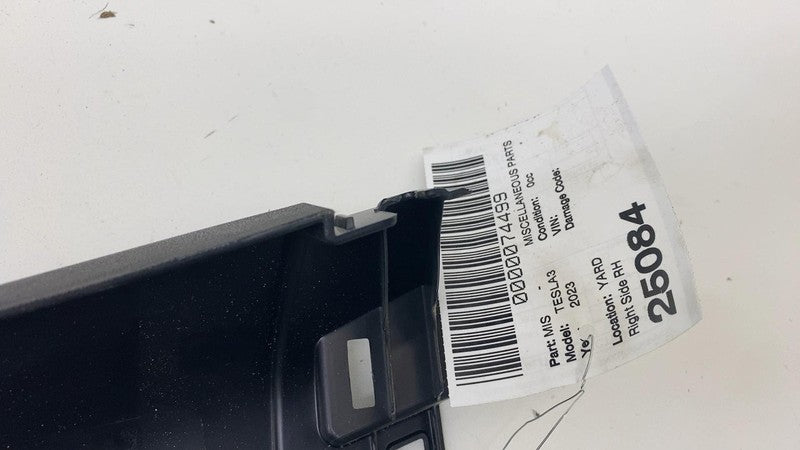 0000074499
MISCELLANEOUS PARTS
Condition: 0cc
VIN:
Damage Code:
Part: MIS -
Model: TESLA3
Ye 2023
Location: YARD
Right Side RH
25084